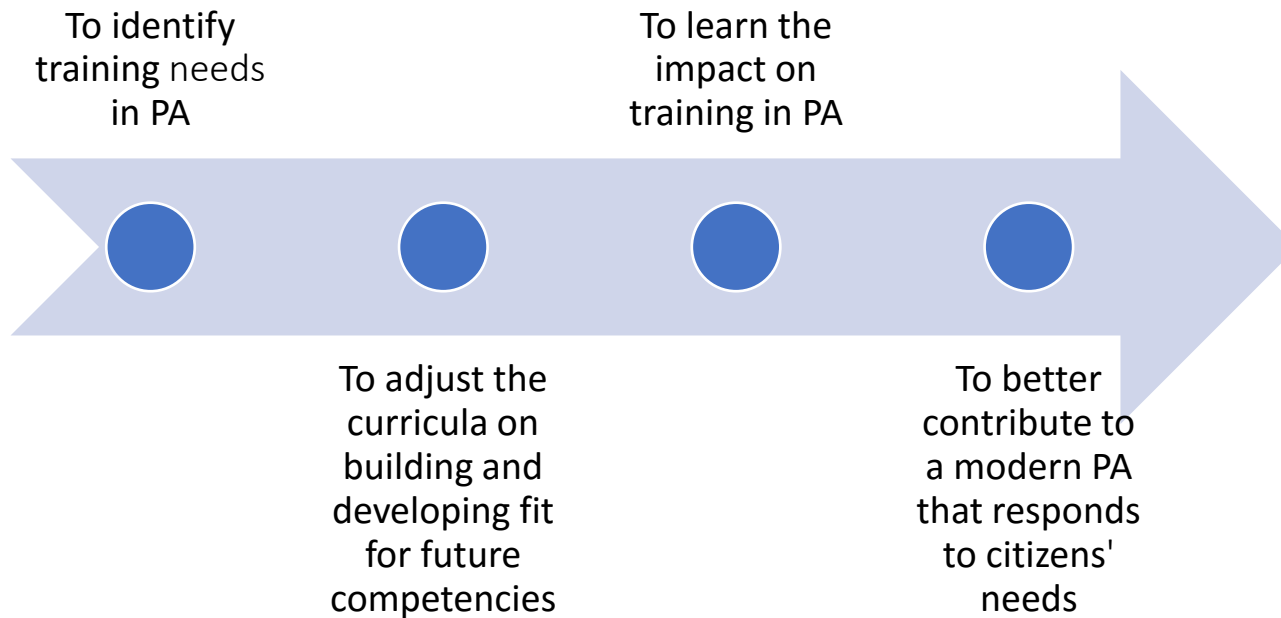 To identify
training needs
in PA
To adjust the
curricula on
building and
developing fit
for future
competencies
To learn the
impact on
training in PA
To better
contribute to
a modern PA
that responds
to citizens'
needs